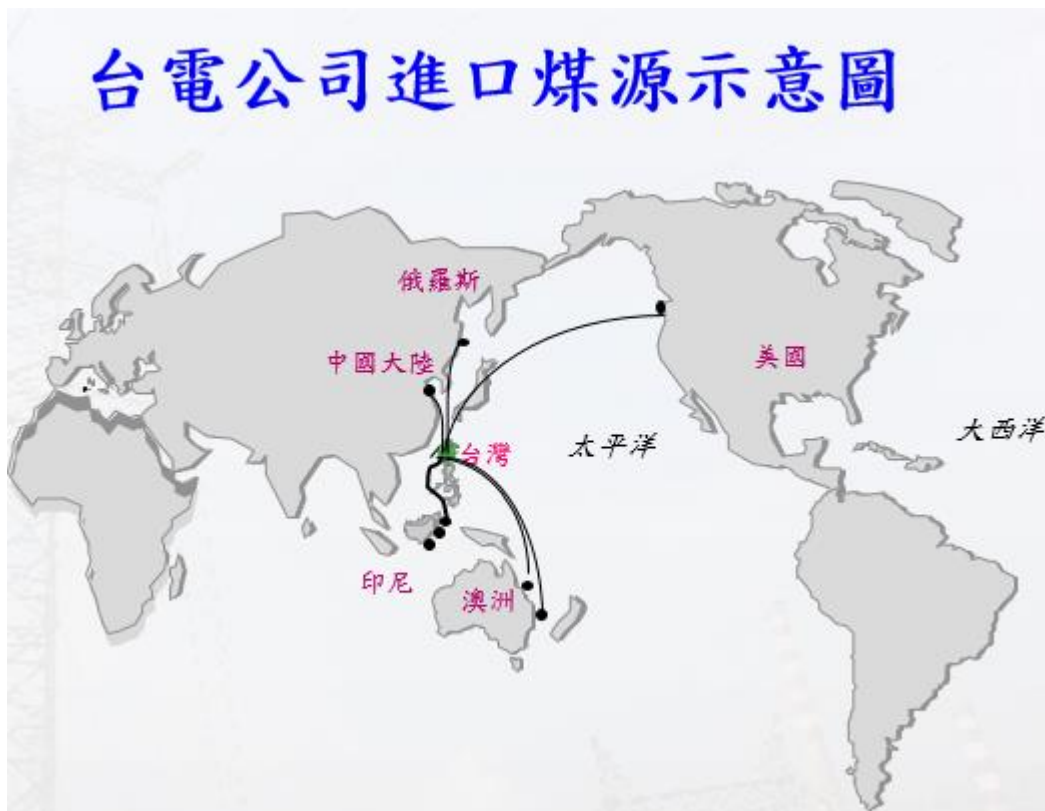 台電公司進口煤源示意圖
俄羅斯
中國大陸
美國
大西洋
太平洋
台灣
印尼
澳洲